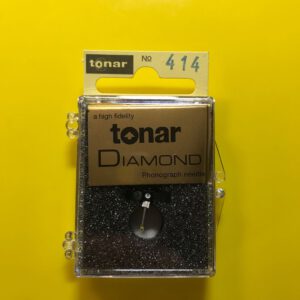 tonar
No 414
a high fidelity
tonar
DIAMOND
Phonograph needle